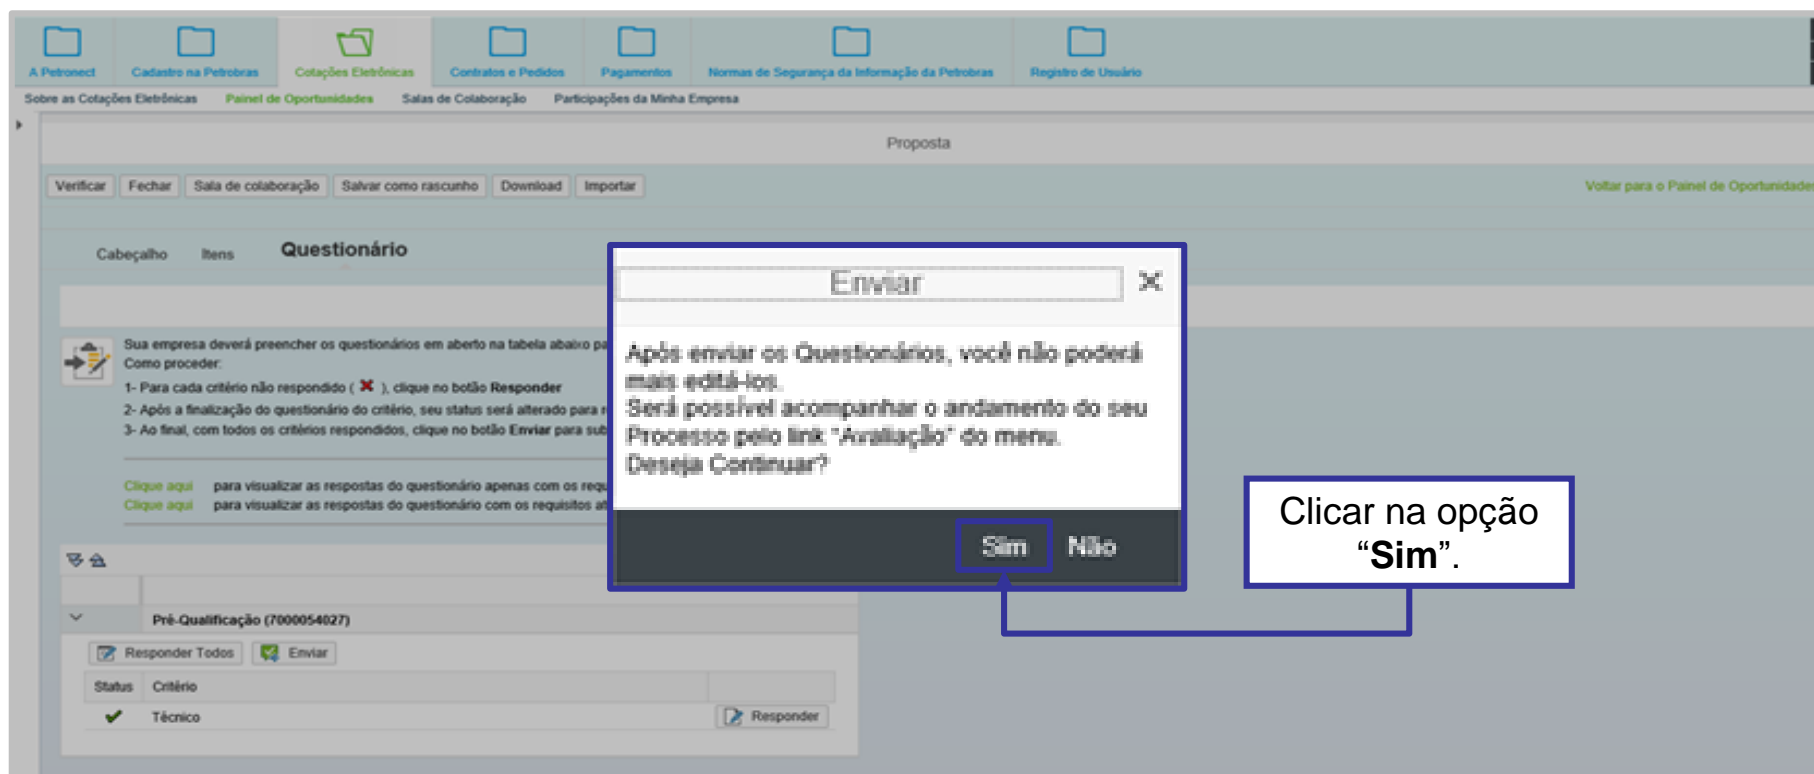 A Petronect Cadastro na Petrobras Cotações Eletrônicas Contratos e Pedidos Pagamentos Normas de Segurança da Informação da Petrobras Registro de Usuário
Sobre as Cotações Eletrônicas Painel de Oportunidades Salas de Colaboração Participações da Minha Empresa
Proposta
Verificar Fechar Sala de colaboração Salvar como rascunho Download Importar Voltar para o Painel de Oportunidades
Cabeçalho Itens Questionário
Sua empresa deverá preencher os questionários em aberto na tabela abaixo
Como proceder:
1- Para cada critério não respondido ( ✖ ), clique no botão Responder
2- Após a finalização do questionário do critério, seu status será alterado para
3- Ao final, com todos os critérios respondidos, clique no botão Enviar para
Clique aqui para visualizar as respostas do questionário apenas com os
Clique aqui para visualizar as respostas do questionário com os requisitos
Enviar
Após enviar os Questionários, você não poderá
mais editá-los.
Será possível acompanhar o andamento do seu
Processo pelo link "Avaliação" do menu.
Deseja Continuar?
Sim Não
Clicar na opção
“Sim”.
Pré-Qualificação (7000054027)
Responder Todos Enviar
Status Critério
Técnico Responder